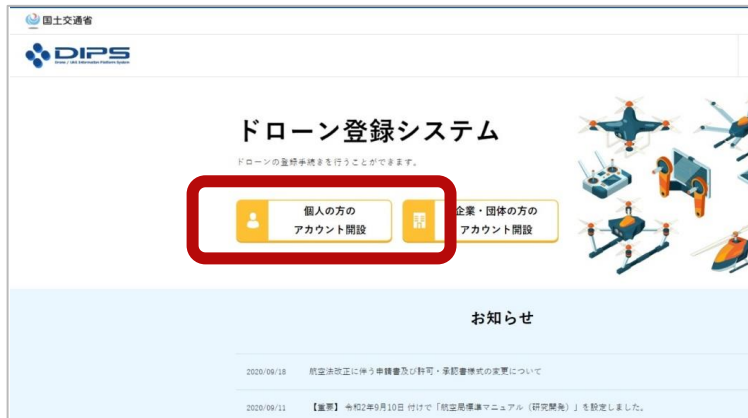 国土交通省
DIPS
Drone / UAS Information Platform System
ドローン登録システム
ドローンの登録手続きを行うことができます。
個人の方の
アカウント開設
企業・団体の方の
アカウント開設
お知らせ
2020/09/18 航空法改正に伴う申請書及び許可・承認書様式の変更について
2020/09/11 【重要】 令和2年9月10日 付けで「航空局標準マニュアル（研究開発）」を設定しました。